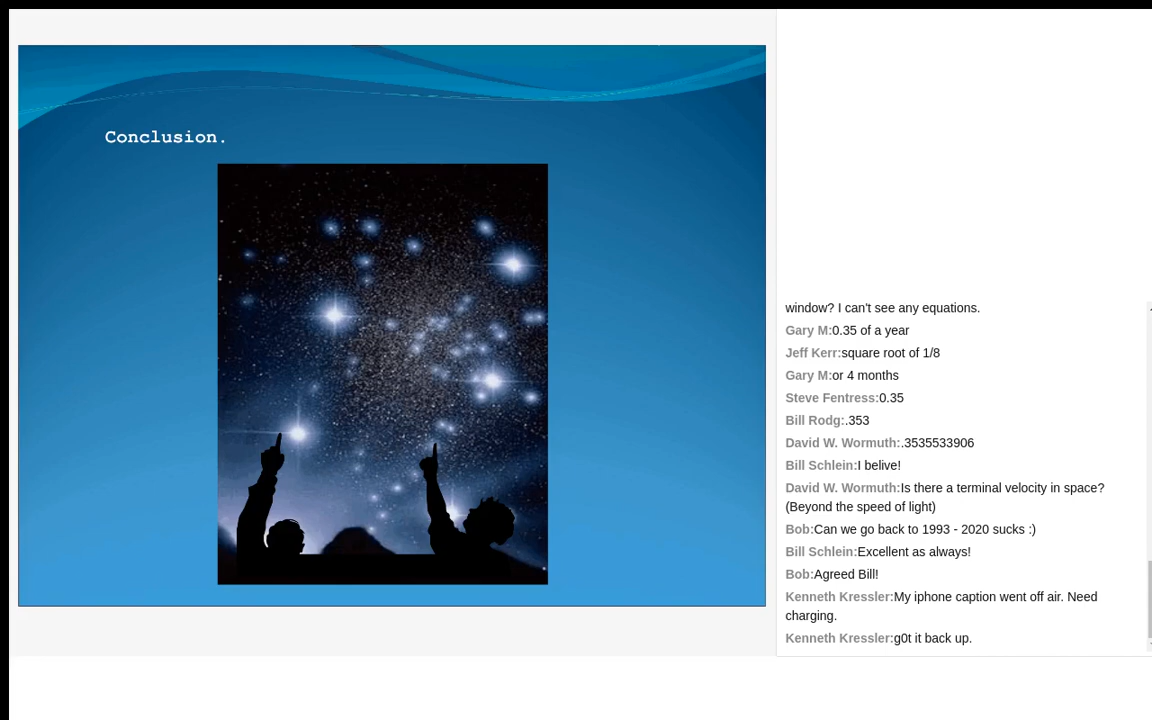 Conclusion.
window? I can't see any equations.
Gary M:0.35 of a year
Jeff Kerr:square root of 1/8
Gary M:or 4 months
Steve Fentress:0.35
Bill Rodg:.353
David W. Wormuth:.3535533906
Bill Schlein:I belive!
David W. Wormuth:Is there a terminal velocity in space?
(Beyond the speed of light)
Bob:Can we go back to 1993 - 2020 sucks :)
Bill Schlein:Excellent as always!
Bob:Agreed Bill!
Kenneth Kressler:My iphone caption went off air. Need
charging.
Kenneth Kressler:g0t it back up.